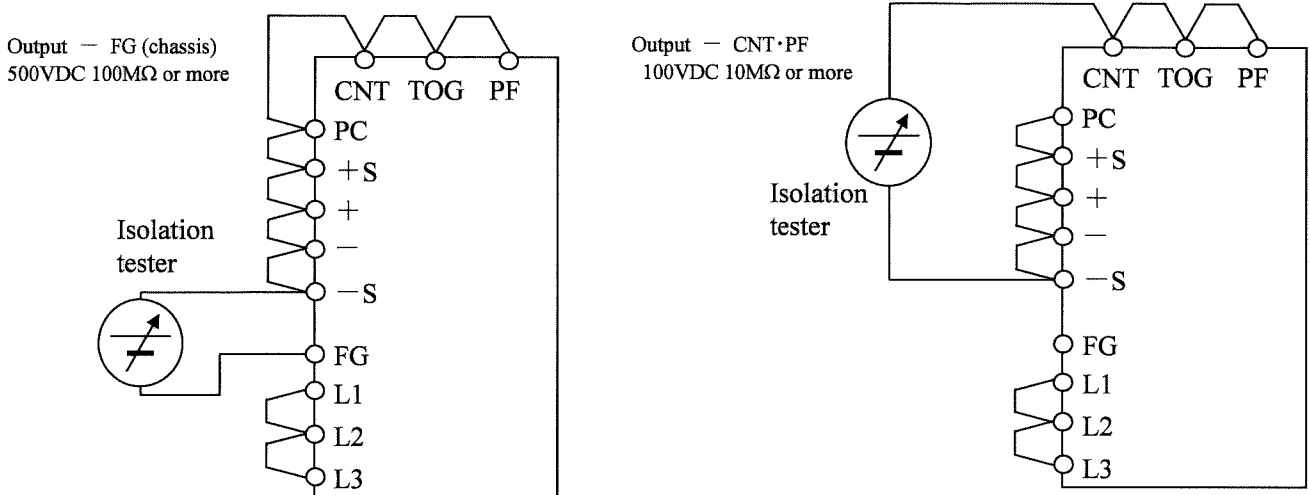 Output － FG (chassis)
500VDC 100MΩ or more
CNT TOG PF
PC
+S
+
−
−S
Isolation
tester
FG
L1
L2
L3
Output － CNT･PF
100VDC 10MΩ or more
CNT TOG PF
PC
+S
+
−
−S
Isolation
tester
FG
L1
L2
L3